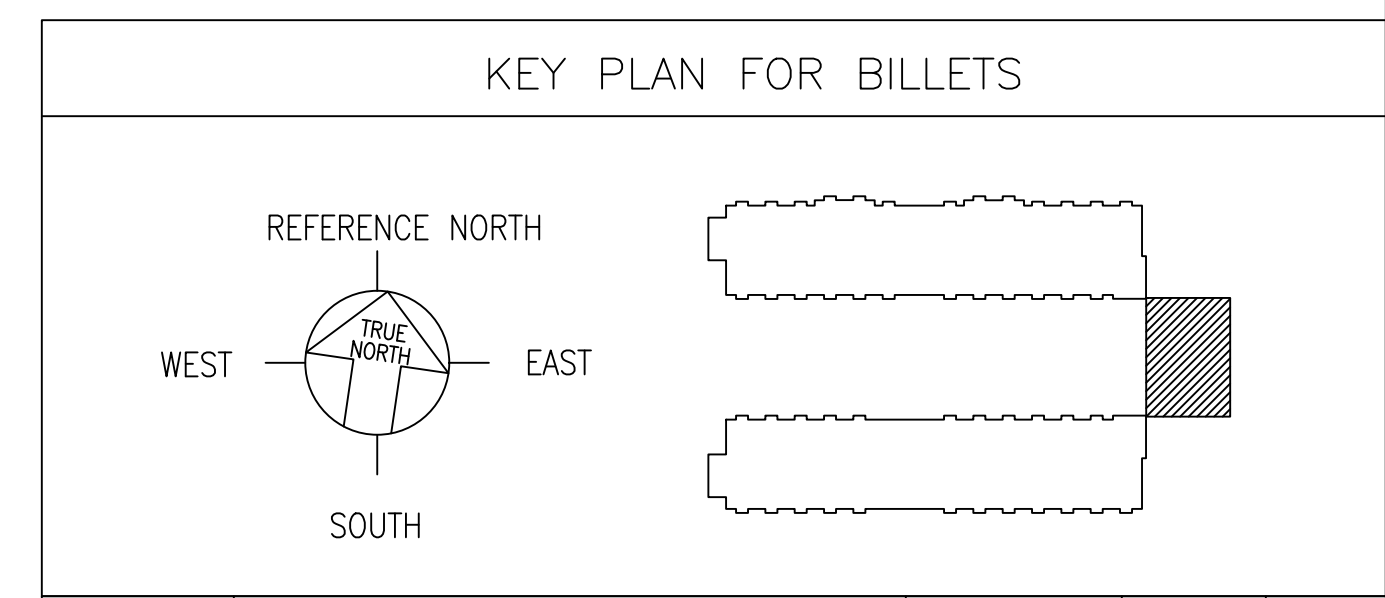 KEY PLAN FOR BILLETS
REFERENCE NORTH
TRUE
NORTH
WEST
EAST
SOUTH